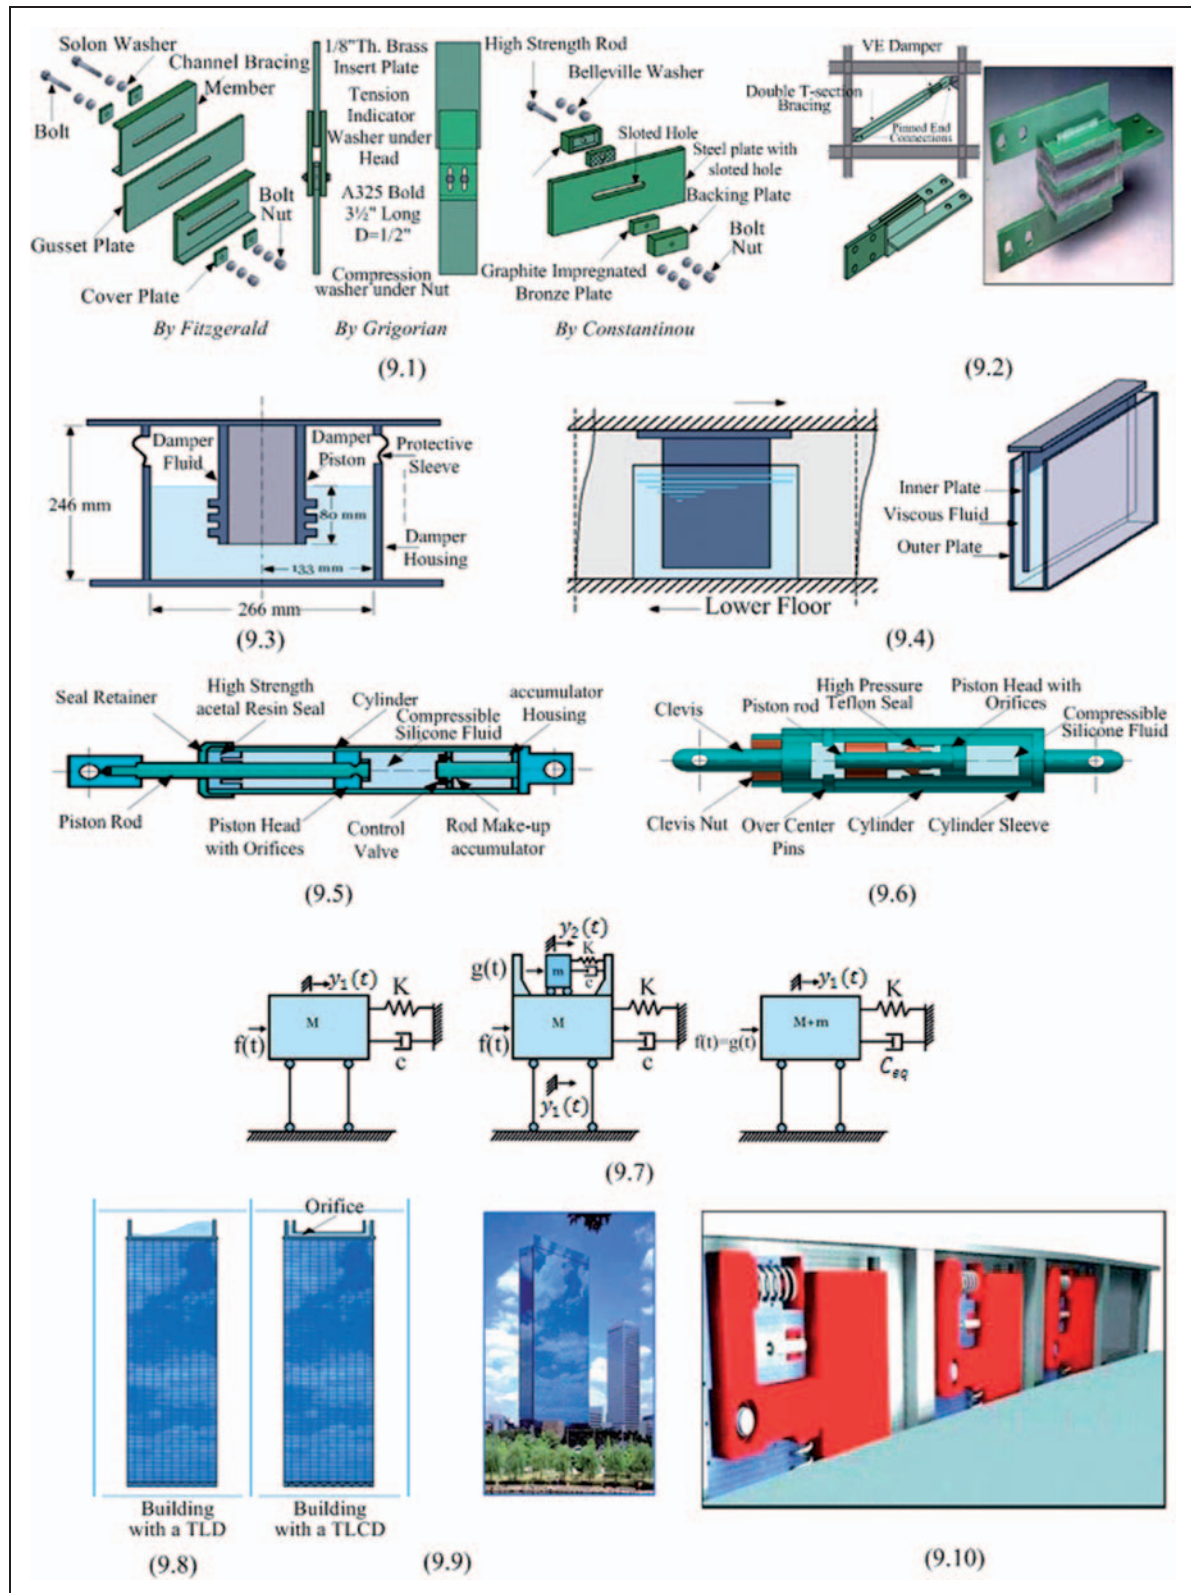 Solon Washer
Channel Bracing
Member
Bolt
Bolt
Nut
Gusset Plate
Cover Plate
By Fitzgerald
1/8"Th. Brass
Insert Plate
Tension
Indicator
Washer under
Head
A325 Bold
3½" Long
D=1/2"
Compression
washer under Nut
By Grigorian
High Strength Rod
Belleville Washer
Sloted Hole
Steel plate with
sloted hole
Backing Plate
Bolt
Nut
Graphite Impregnated
Bronze Plate
By Constantinou
(9.1)
VE Damper
Double T-section
Bracing
Pinned End
Connections
(9.2)
Damper
Fluid
Damper
Piston
Protective
Sleeve
246 mm
80 mm
Damper
Housing
133 mm
266 mm
(9.3)
Lower Floor
Inner Plate
Viscous Fluid
Outer Plate
(9.4)
Seal Retainer
High Strength
acetal Resin Seal
Cylinder
Compressible
Silicone Fluid
accumulator
Housing
Piston Rod
Piston Head
with Orifices
Control
Valve
Rod Make-up
accumulator
(9.5)
Clevis
Piston rod
High Pressure
Teflon Seal
Piston Head with
Orifices
Compressible
Silicone Fluid
Clevis Nut
Over Center
Pins
Cylinder
Cylinder Sleeve
(9.6)
y₁(t)
K
M
f(t)
c
y₂(t)
K
g(t)
m
c
K
M
f(t)
c
y₁(t)
y₁(t)
K
M+m
f(t)=g(t)
C_eq
(9.7)
Orifice
Building
with a TLD
Building
with a TLCD
(9.8)
(9.9)
(9.10)